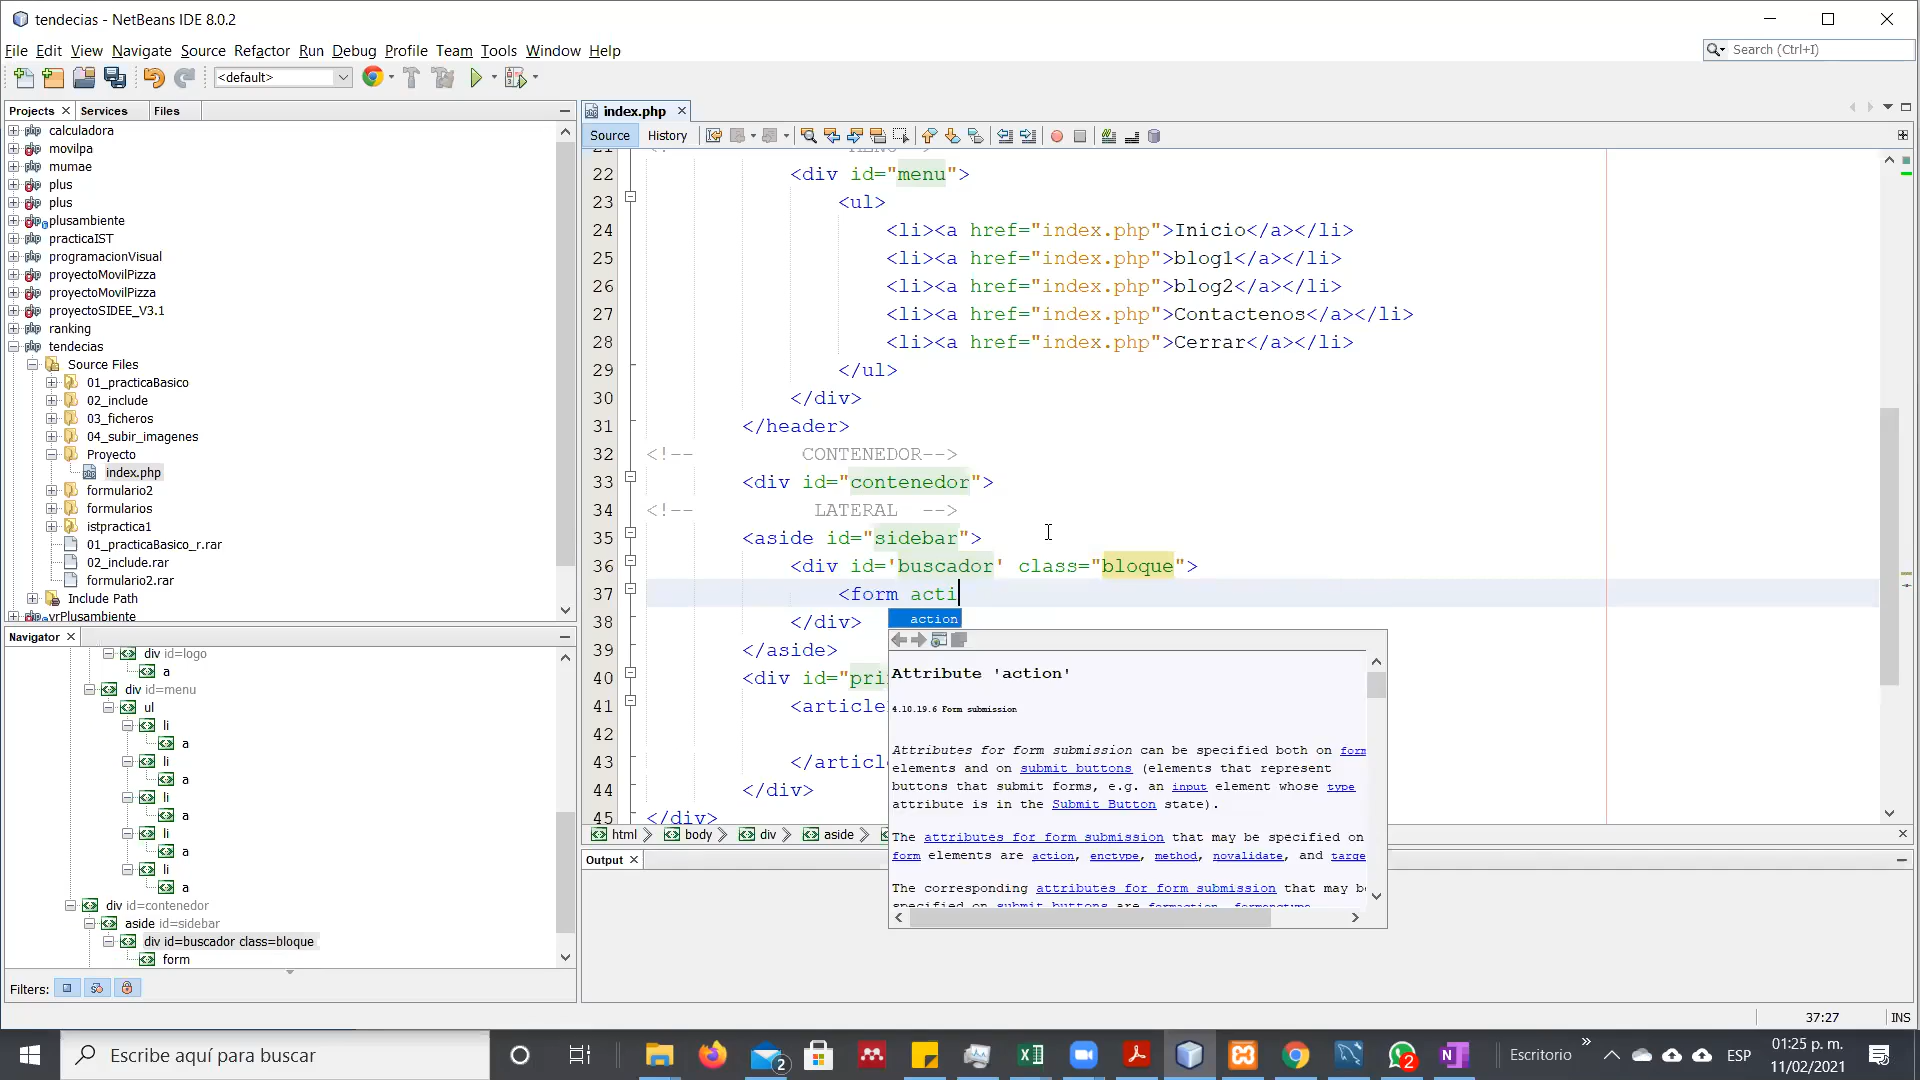 tendecias - NetBeans IDE 8.0.2
File Edit View Navigate Source Refactor Run Debug Profile Team Tools Window Help
Search (Ctrl+I)
<default>
Projects Services Files
calculadora
movilpa
mumae
plus
plus
plusambiente
practicaIST
programacionVisual
proyectoMovilPizza
proyectoMovilPizza
proyectoSIDEE_V3.1
ranking
tendecias
Source Files
01_practicaBasico
02_include
03_ficheros
04_subir_imagenes
Proyecto
index.php
formulario2
formularios
istpractica1
01_practicaBasico_r.rar
02_include.rar
formulario2.rar
Include Path
vrPlusambiente
Navigator
div id=logo
a
div id=menu
ul
li
a
li
a
li
a
li
a
li
a
div id=contenedor
aside id=sidebar
div id=buscador class=bloque
form
Filters:
index.php
Source History
22 <div id="menu">
23 <ul>
24 <li><a href="index.php">Inicio</a></li>
25 <li><a href="index.php">blog1</a></li>
26 <li><a href="index.php">blog2</a></li>
27 <li><a href="index.php">Contactenos</a></li>
28 <li><a href="index.php">Cerrar</a></li>
29 </ul>
30 </div>
31 </header>
32 <!-- CONTENEDOR-->
33 <div id="contenedor">
34 <!-- LATERAL -->
35 <aside id="sidebar">
36 <div id='buscador' class="bloque">
37 <form acti
38 </div>
39 </aside>
40 <div id="pri
41 <article
42
43 </articl
44 </div>
45 </div>
action
Attribute 'action'
4.10.19.6 Form submission
Attributes for form submission can be specified both on form
elements and on submit buttons (elements that represent
buttons that submit forms, e.g. an input element whose type
attribute is in the Submit Button state).
The attributes for form submission that may be specified on
form elements are action, enctype, method, novalidate, and targe
The corresponding attributes for form submission that may be
specified on submit buttons are formaction, formenctype,
html body div aside
Output
37:27 INS
Escribe aquí para buscar
2
2
Escritorio
ESP
01:25 p. m.
11/02/2021